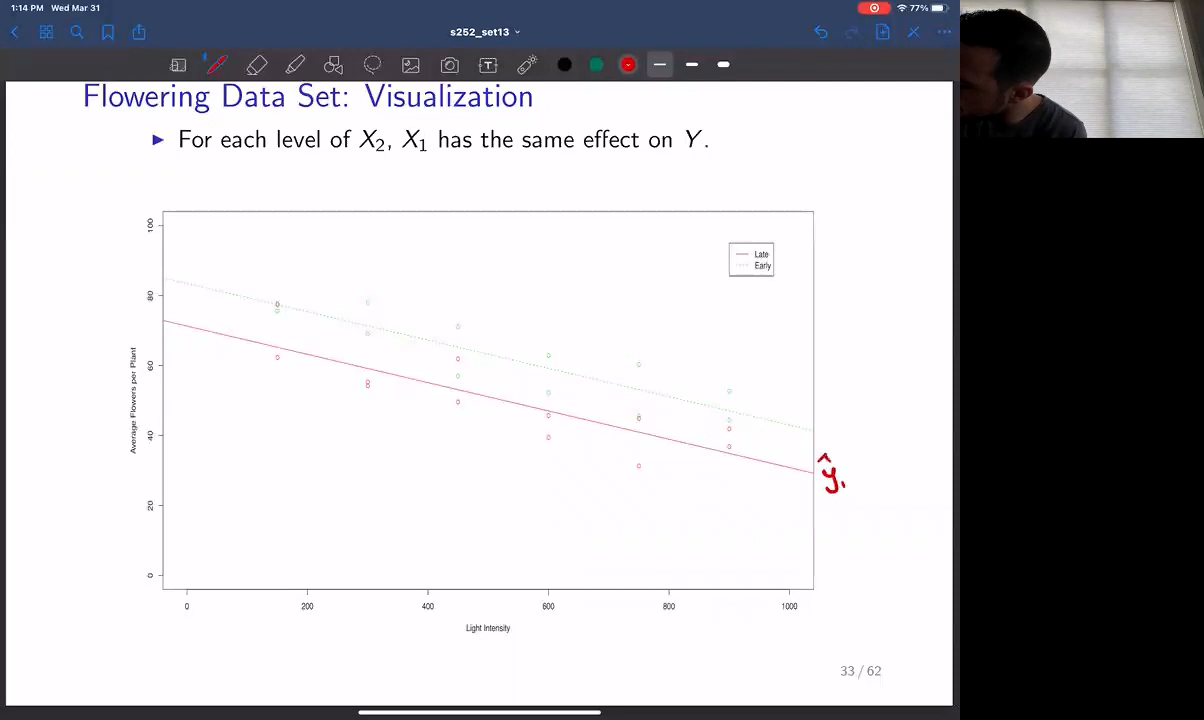 1:14 PM Wed Mar 31
77%
s252_set13
Flowering Data Set: Visualization
For each level of X₂, X₁ has the same effect on Y.
Late
Early
Average Flowers per Plant
100
80
60
40
20
0
0 200 400 600 800 1000
Light Intensity
ŷ,
33 / 62